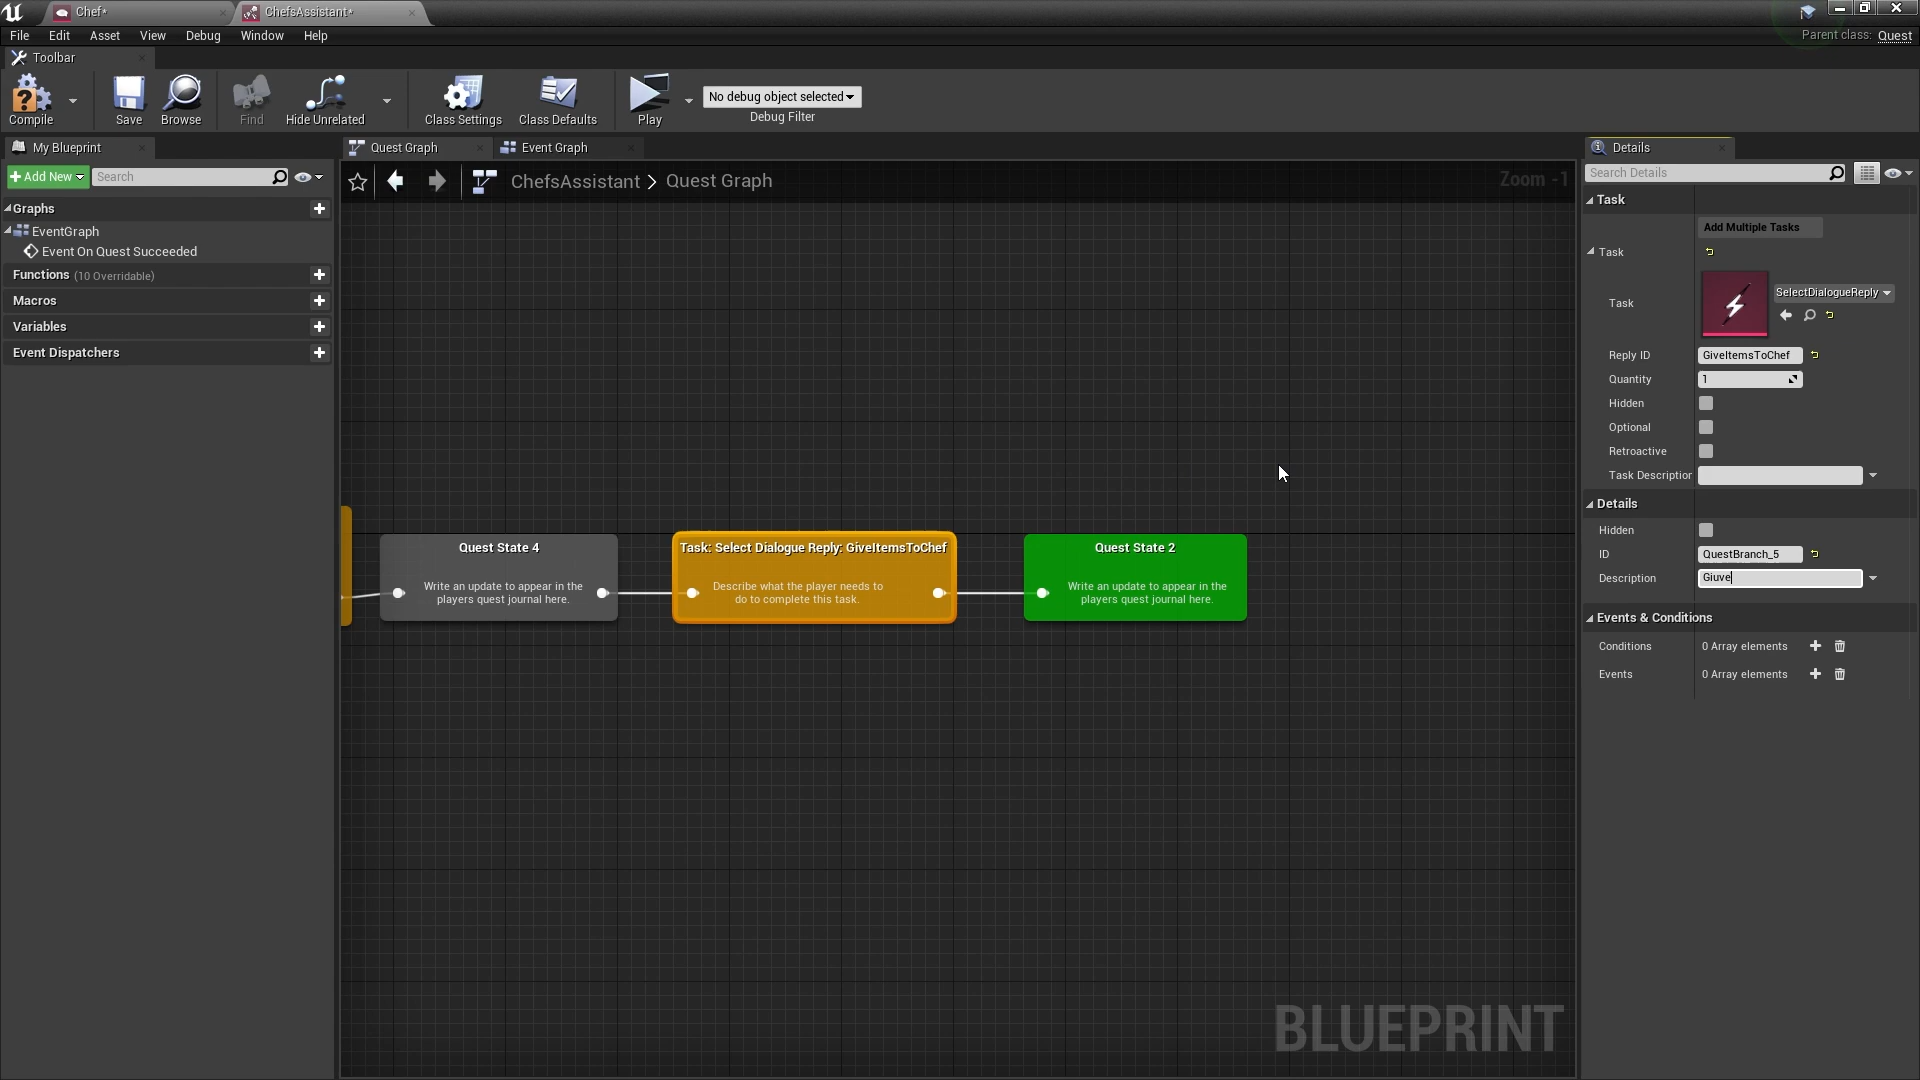 Chef*
ChefsAssistant*
File Edit Asset View Debug Window Help
Parent class: Quest
Toolbar
Compile
Save
Browse
Find
Hide Unrelated
Class Settings
Class Defaults
Play
No debug object selected
Debug Filter
My Blueprint
Add New
Search
Graphs
EventGraph
Event On Quest Succeeded
Functions (10 Overridable)
Macros
Variables
Event Dispatchers
Quest Graph
Event Graph
ChefsAssistant > Quest Graph
Zoom -1
Quest State 4
Write an update to appear in the
players quest journal here.
Task: Select Dialogue Reply: GiveItemsToChef
Describe what the player needs to
do to complete this task.
Quest State 2
Write an update to appear in the
players quest journal here.
BLUEPRINT
Details
Search Details
Task
Add Multiple Tasks
Task
Task
SelectDialogueReply
Reply ID GiveItemsToChef
Quantity 1
Hidden
Optional
Retroactive
Task Description
Details
Hidden
ID QuestBranch_5
Description Giuve
Events & Conditions
Conditions 0 Array elements
Events 0 Array elements